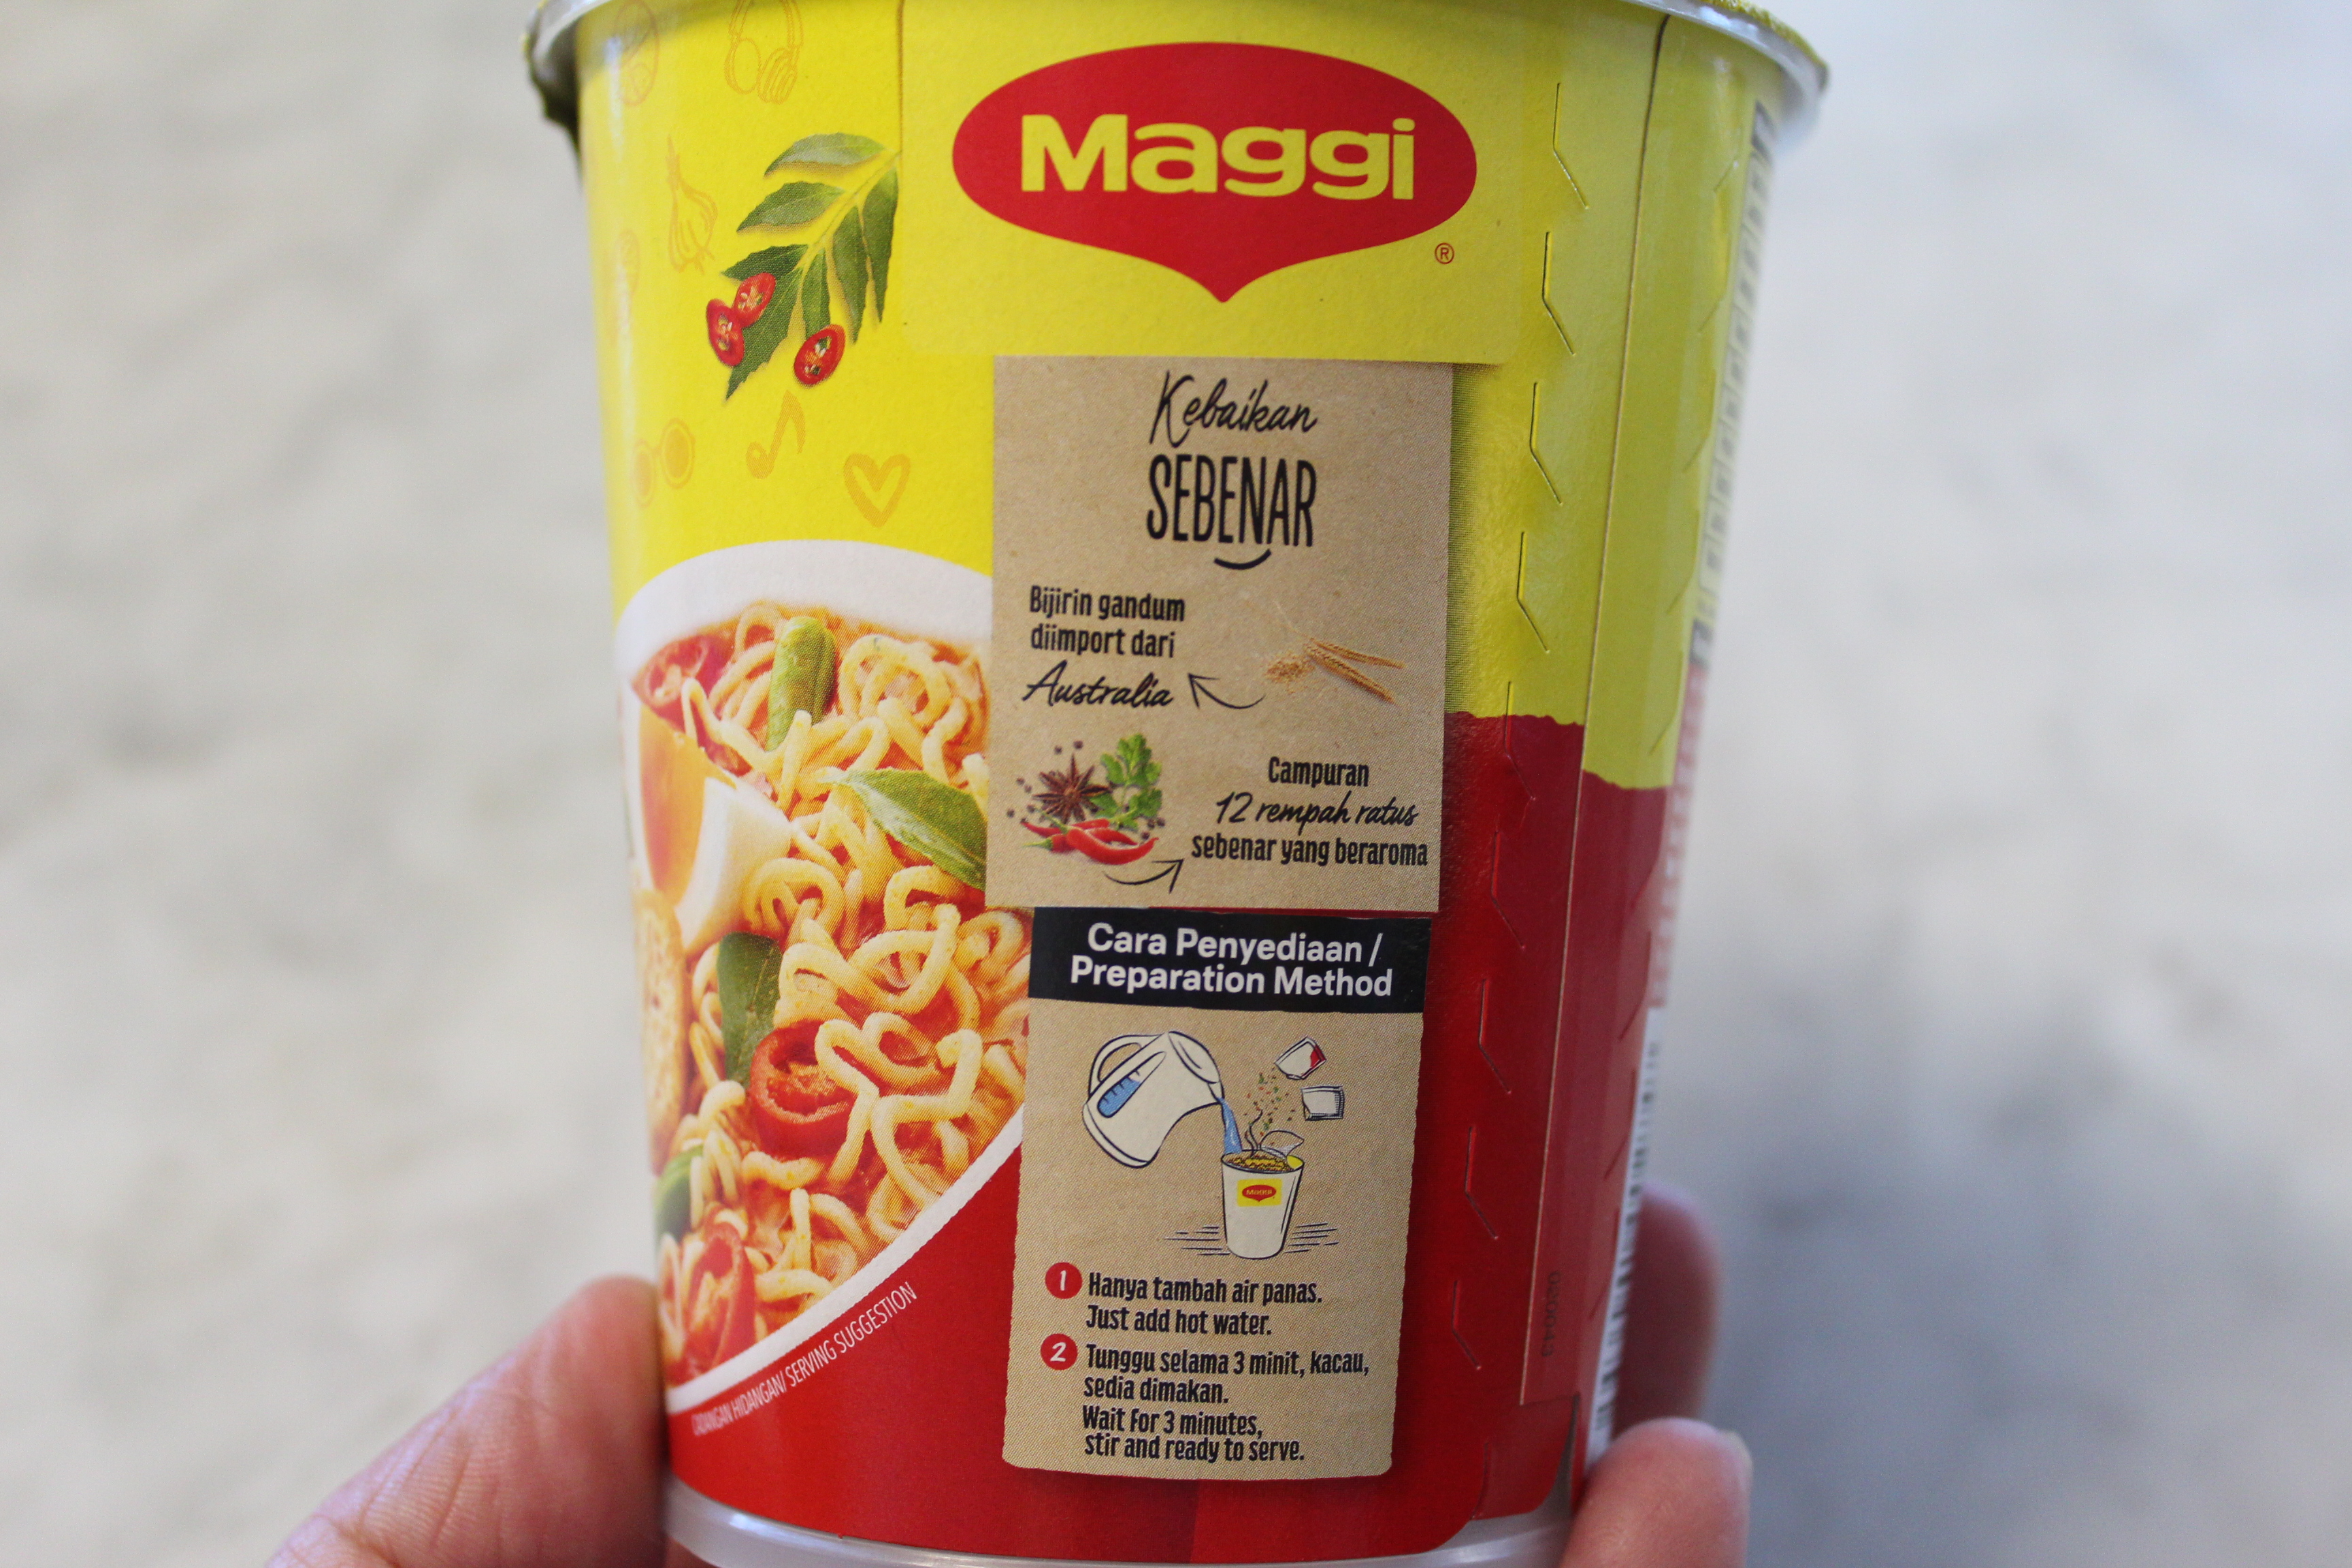 Maggi
®
Kebaikan
SEBENAR
Bijirin gandum
diimport dari
Australia
Campuran
12 rempah ratus
sebenar yang beraroma
Cara Penyediaan /
Preparation Method
Maggi
1 Hanya tambah air panas.
Just add hot water.
2 Tunggu selama 3 minit, kacau,
sedia dimakan.
Wait for 3 minutes,
stir and ready to serve.
CADANGAN HIDANGAN/ SERVING SUGGESTION